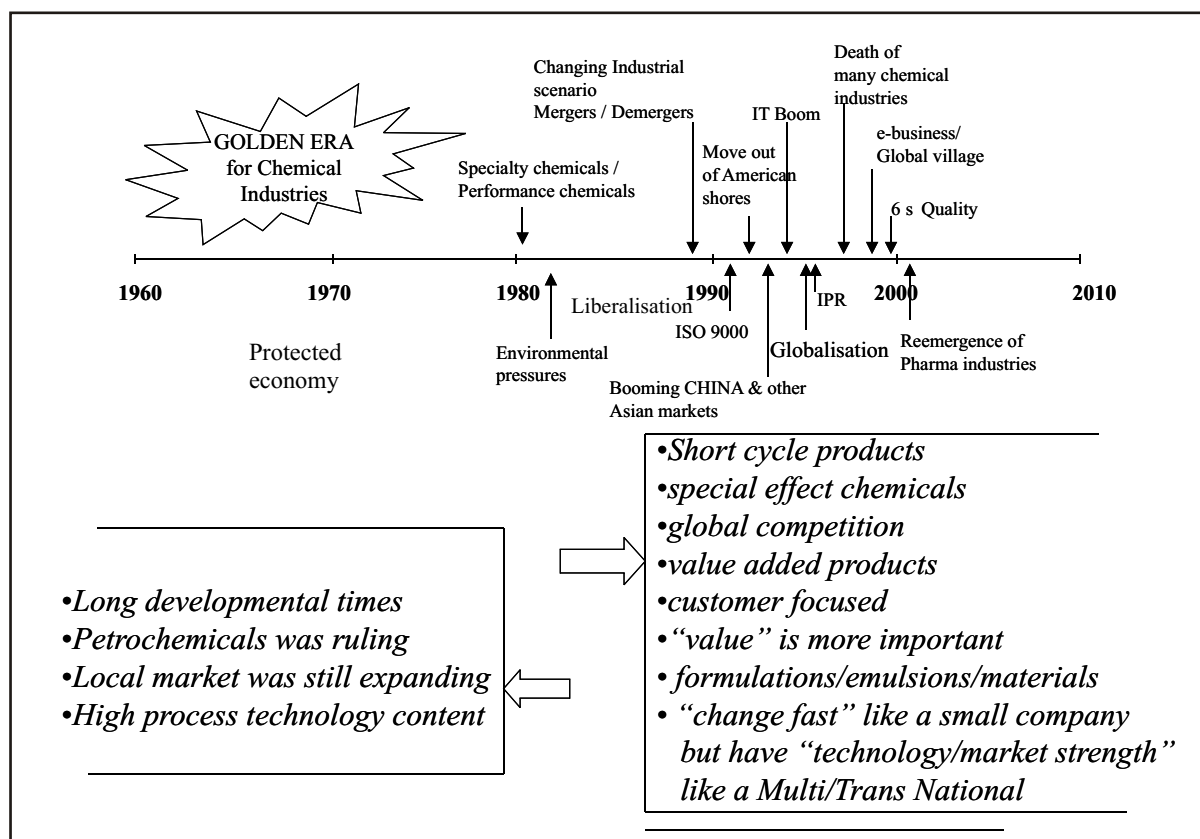 GOLDEN ERA
for Chemical
Industries
Specialty chemicals /
Performance chemicals
Changing Industrial
scenario
Mergers / Demergers
Move out
of American
shores
IT Boom
Death of
many chemical
industries
e-business/
Global village
6 s Quality
1960
1970
1980
1990
2000
2010
Protected
economy
Environmental
pressures
Liberalisation
ISO 9000
Booming CHINA & other
Asian markets
Globalisation
IPR
Reemergence of
Pharma industries
•Long developmental times
•Petrochemicals was ruling
•Local market was still expanding
•High process technology content
•Short cycle products
•special effect chemicals
•global competition
•value added products
•customer focused
•“value” is more important
• formulations/emulsions/materials
• “change fast” like a small company
but have “technology/market strength”
like a Multi/Trans National